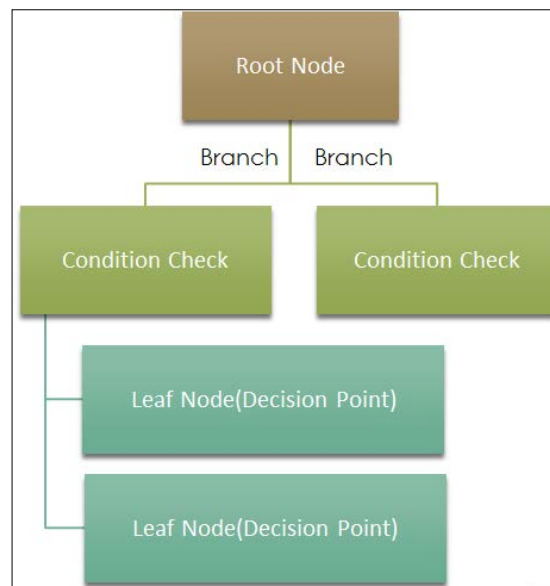 Root Node
Branch Branch
Condition Check Condition Check
Leaf Node(Decision Point)
Leaf Node(Decision Point)